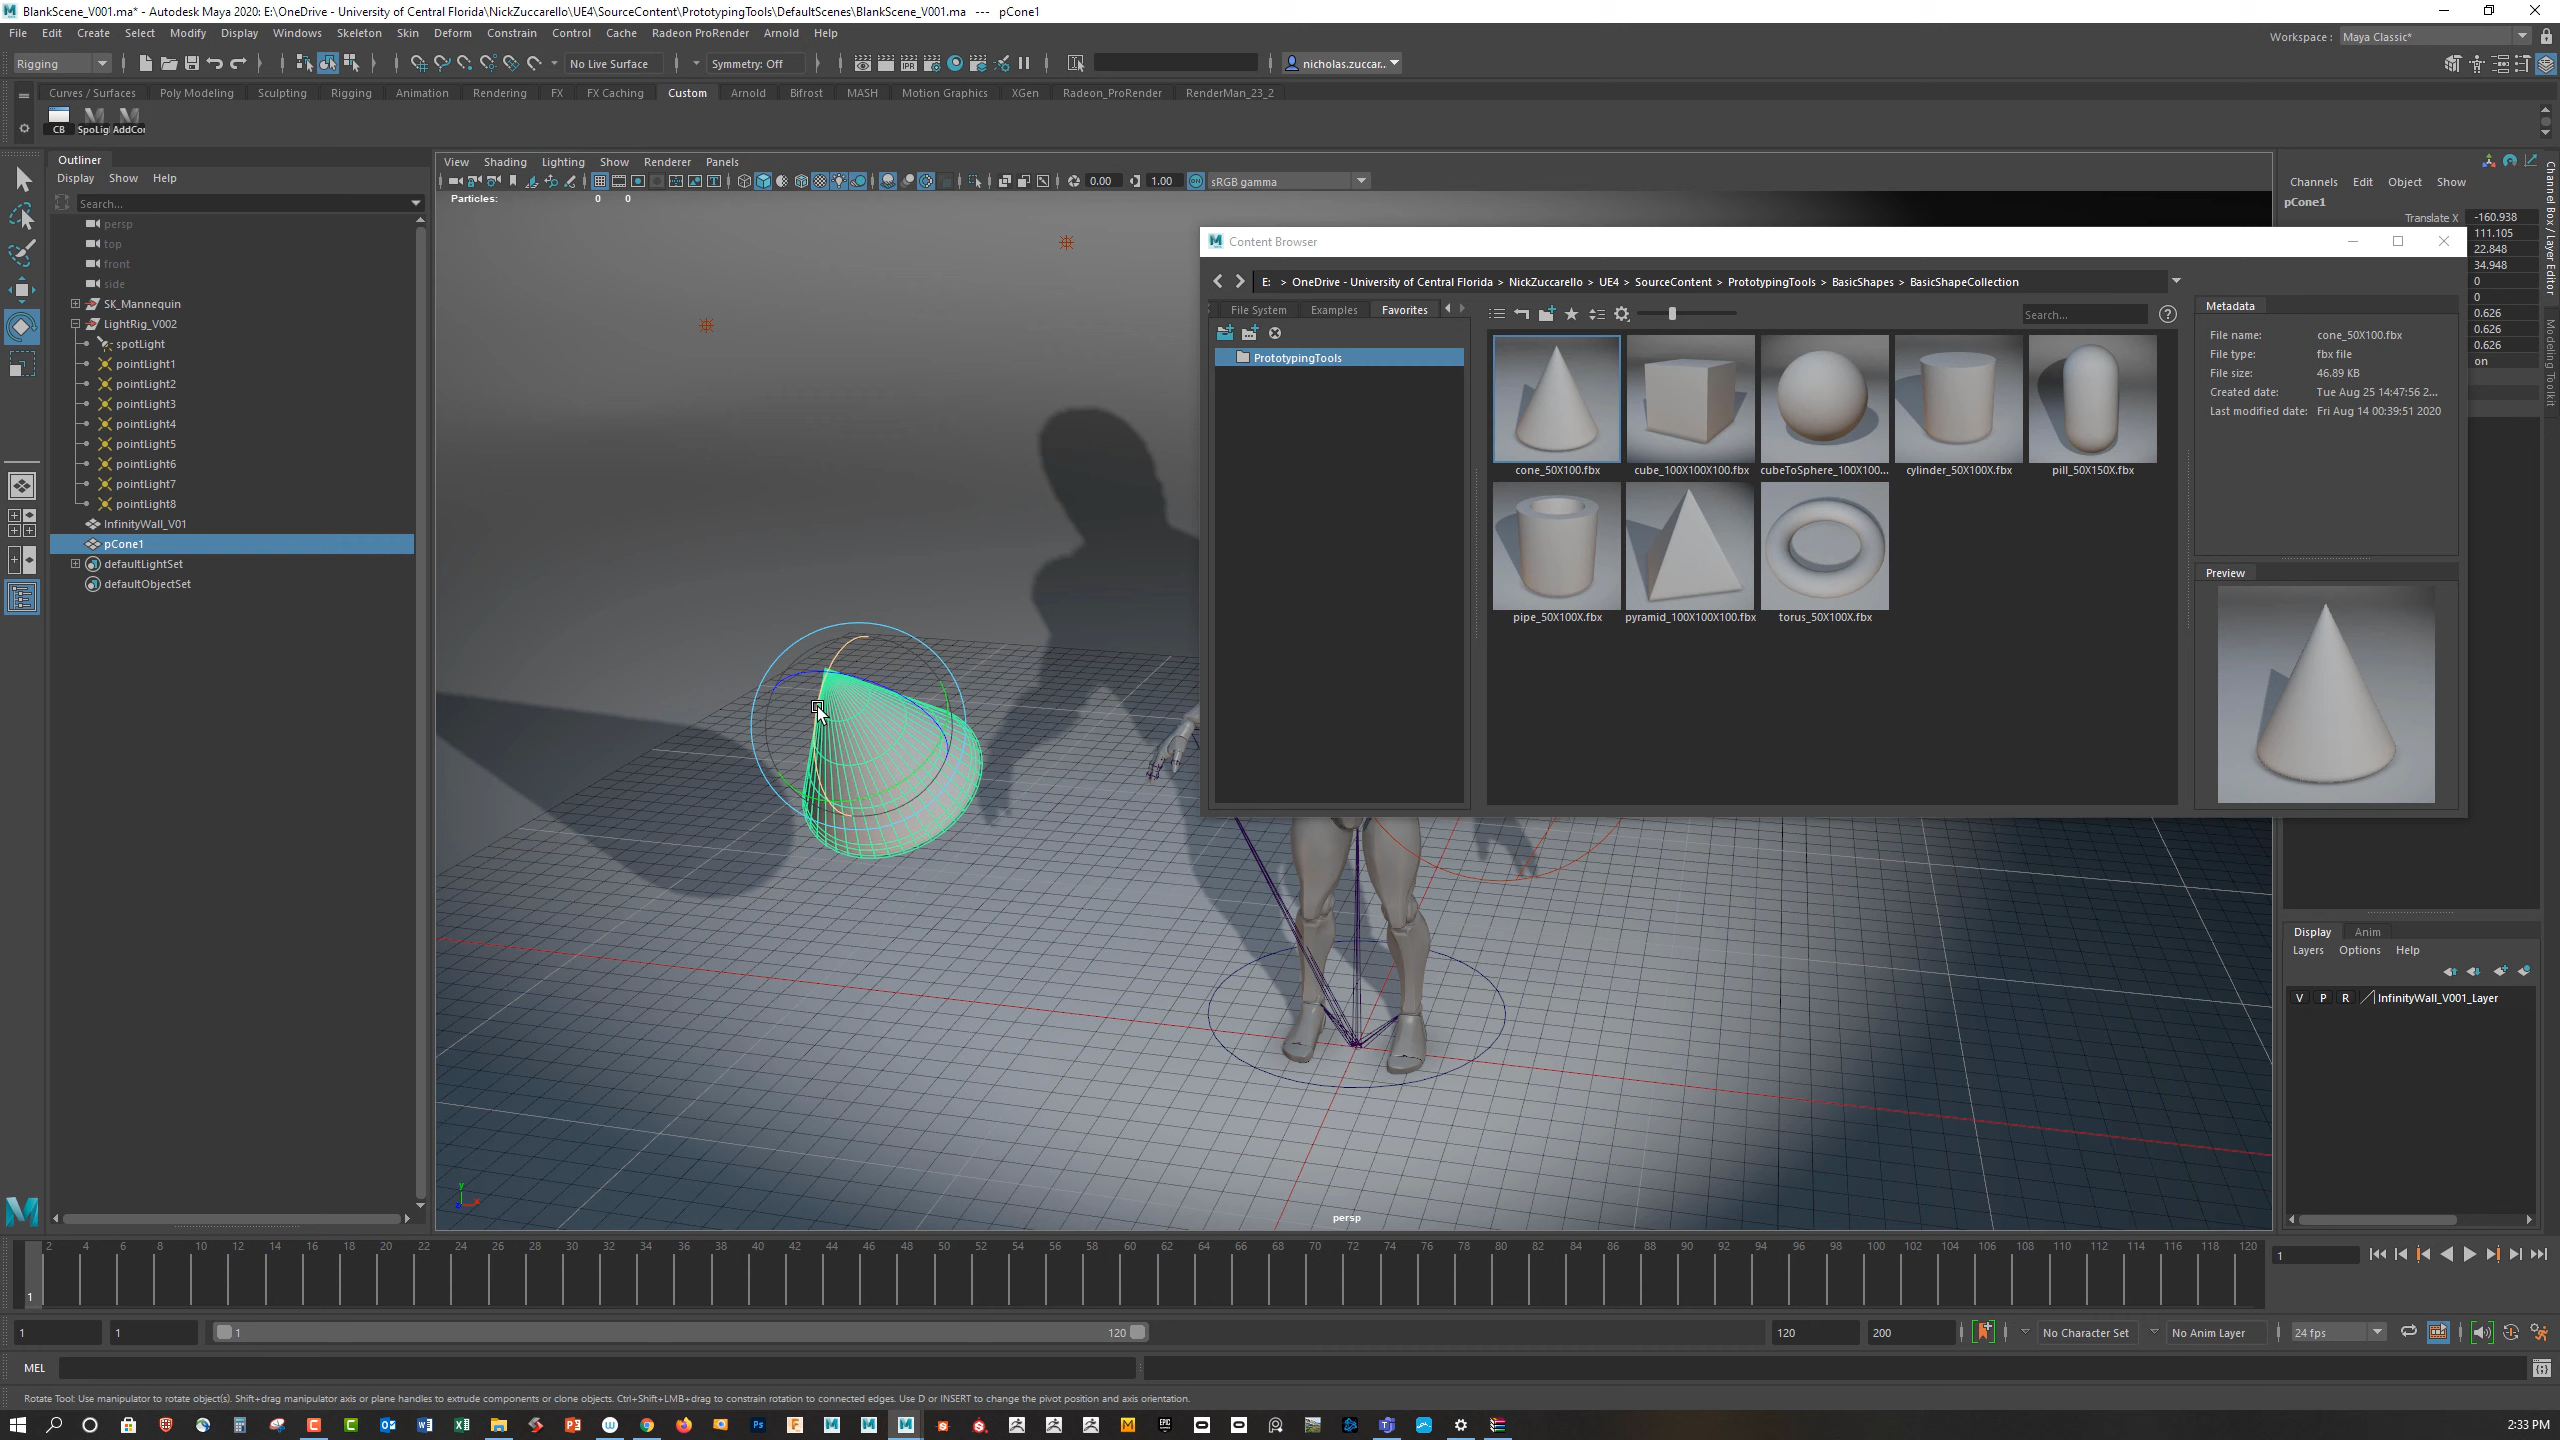 BlankScene_V001.ma* - Autodesk Maya 2020: E:\OneDrive - University of Central Florida\NickZuccarello\UE4\SourceContent\PrototypingTools\DefaultScenes\BlankScene_V001.ma --- pCone1
File Edit Create Select Modify Display Windows Skeleton Skin Deform Constrain Control Cache Radeon ProRender Arnold Help
Workspace : Maya Classic*
Rigging No Live Surface Symmetry: Off nicholas.zuccar...
Curves / Surfaces Poly Modeling Sculpting Rigging Animation Rendering FX FX Caching Custom Arnold Bifrost MASH Motion Graphics XGen Radeon_ProRender RenderMan_23_2
CB SpoLig AddCor
Outliner
Display Show Help
Search...
persp
top
front
side
SK_Mannequin
LightRig_V002
spotLight
pointLight1
pointLight2
pointLight3
pointLight4
pointLight5
pointLight6
pointLight7
pointLight8
InfinityWall_V01
pCone1
defaultLightSet
defaultObjectSet
View Shading Lighting Show Renderer Panels
0.00 1.00 sRGB gamma
Particles: 0 0
persp
Content Browser
E: > OneDrive - University of Central Florida > NickZuccarello > UE4 > SourceContent > PrototypingTools > BasicShapes > BasicShapeCollection
File System Examples Favorites
Search...
PrototypingTools
cone_50X100.fbx cube_100X100X100.fbx cubeToSphere_100X100... cylinder_50X100X.fbx pill_50X150X.fbx
pipe_50X100X.fbx pyramid_100X100X100.fbx torus_50X100X.fbx
Metadata
File name: cone_50X100.fbx
File type: fbx file
File size: 46.89 KB
Created date: Tue Aug 25 14:47:56 2...
Last modified date: Fri Aug 14 00:39:51 2020
Preview
Channels Edit Object Show
pCone1
Translate X -160.938
111.105
22.848
34.948
0
0
0.626
0.626
0.626
on
Channel Box / Layer Editor
Modeling Toolkit
Display Anim
Layers Options Help
V P R InfinityWall_V001_Layer
2 4 6 8 10 12 14 16 18 20 22 24 26 28 30 32 34 36 38 40 42 44 46 48 50 52 54 56 58 60 62 64 66 68 70 72 74 76 78 80 82 84 86 88 90 92 94 96 98 100 102 104 106 108 110 112 114 116 118 120
1
1
1 1 1 120 120 200 No Character Set No Anim Layer 24 fps
MEL
Rotate Tool: Use manipulator to rotate object(s). Shift+drag manipulator axis or plane handles to extrude components or clone objects. Ctrl+Shift+LMB+drag to constrain rotation to connected edges. Use D or INSERT to change the pivot position and axis orientation.
2:33 PM